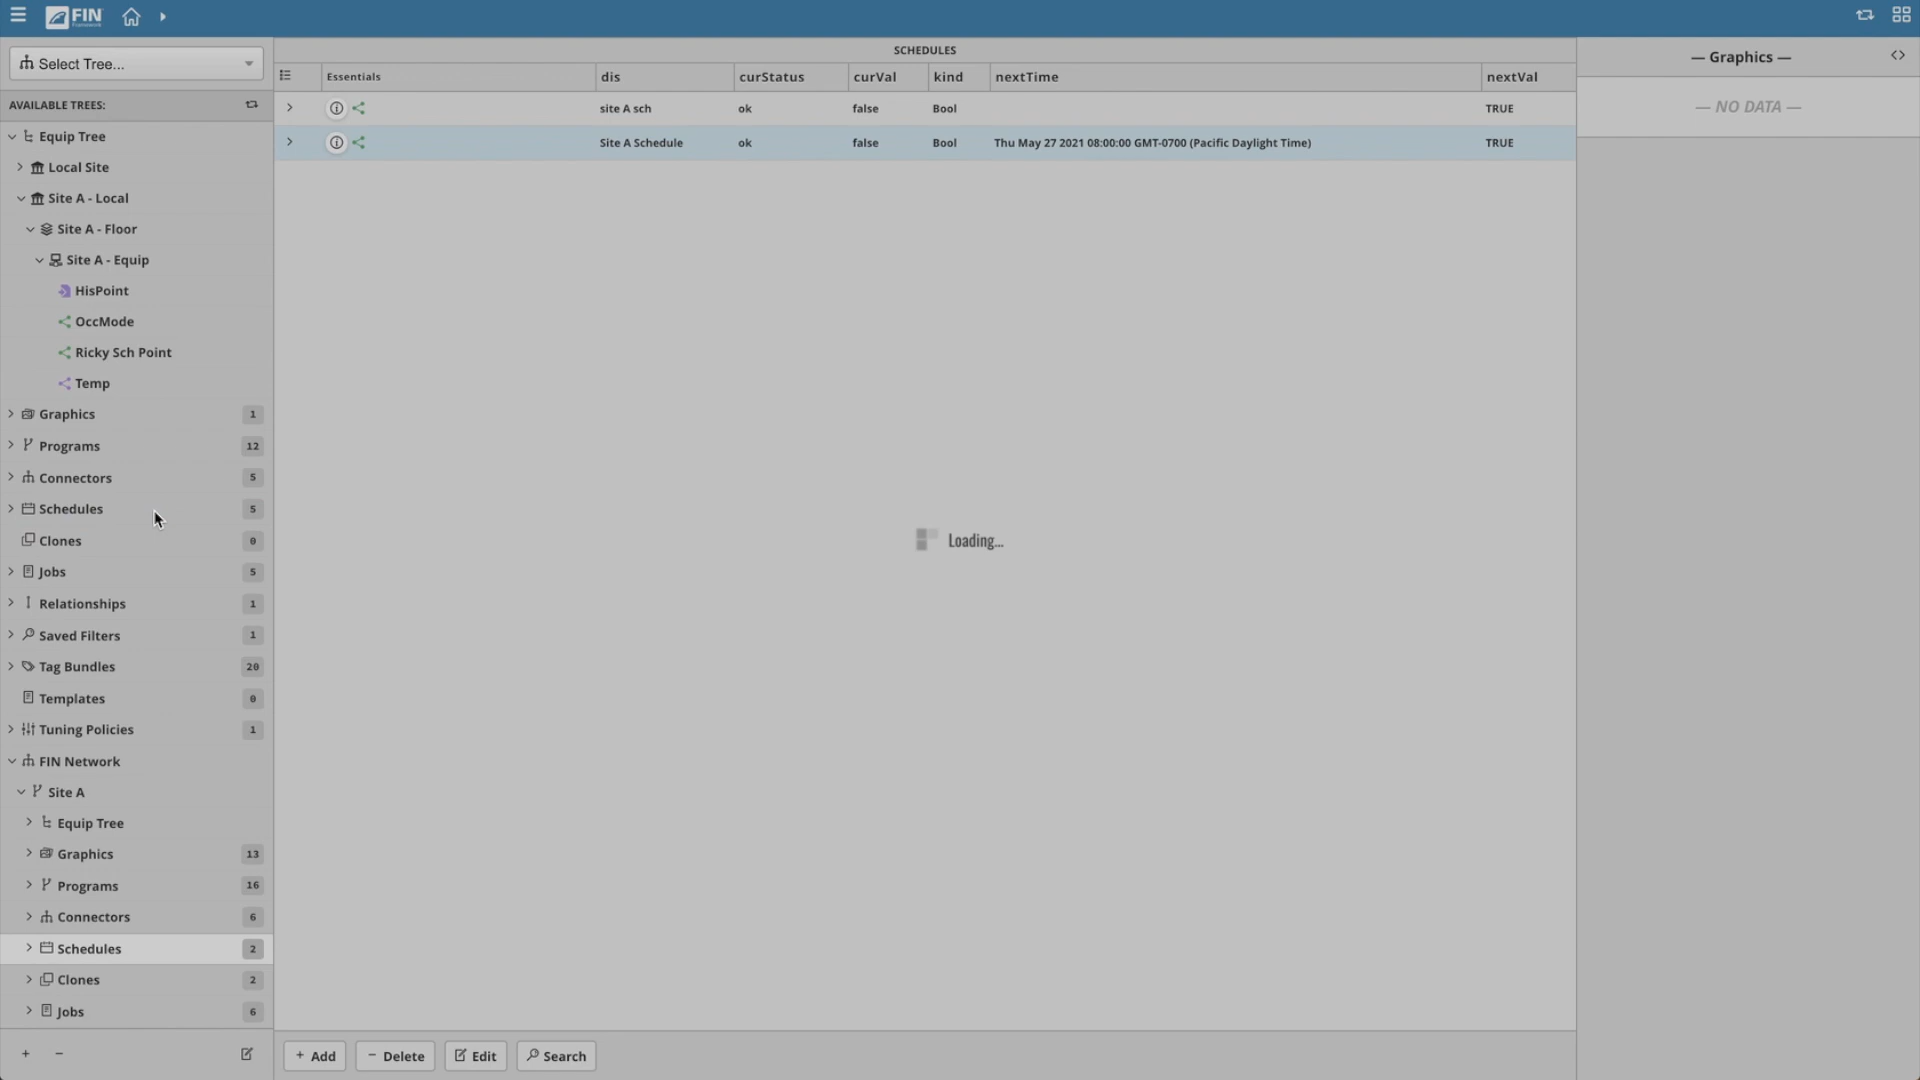 FIN
Framework
Select Tree...
AVAILABLE TREES:
Equip Tree
Local Site
Site A - Local
Site A - Floor
Site A - Equip
HisPoint
OccMode
Ricky Sch Point
Temp
Graphics 1
Programs 12
Connectors 5
Schedules 5
Clones 0
Jobs 5
Relationships 1
Saved Filters 1
Tag Bundles 20
Templates 0
Tuning Policies 1
FIN Network
Site A
Equip Tree
Graphics 13
Programs 16
Connectors 6
Schedules 2
Clones 2
Jobs 6
SCHEDULES
Essentials dis curStatus curVal kind nextTime nextVal
site A sch ok false Bool TRUE
Site A Schedule ok false Bool Thu May 27 2021 08:00:00 GMT-0700 (Pacific Daylight Time) TRUE
Loading...
+ Add − Delete Edit Search
— Graphics —
— NO DATA —